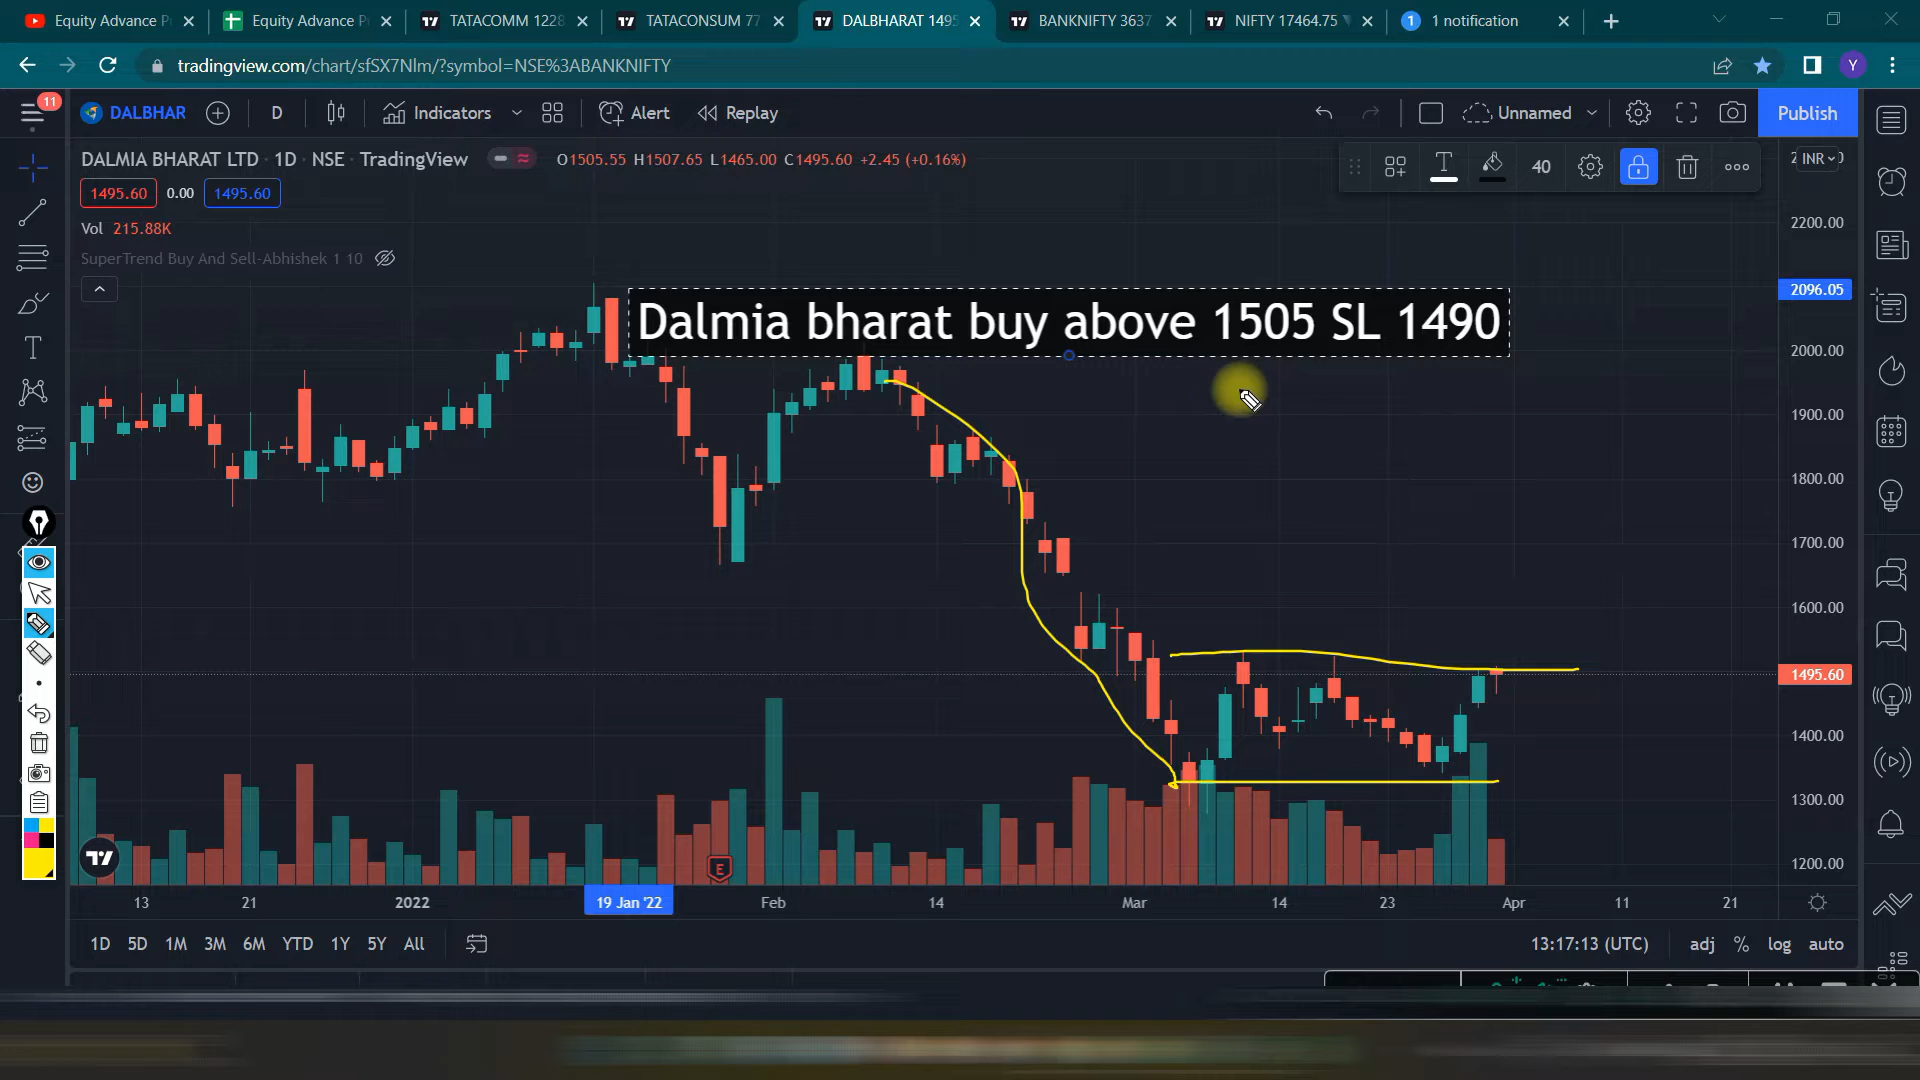 Equity Advance P
Equity Advance P
TATACOMM 1228
TATACONSUM 77
DALBHARAT 1495
BANKNIFTY 3637
NIFTY 17464.75
1 1 notification
tradingview.com/chart/sfSX7Nlm/?symbol=NSE%3ABANKNIFTY
Y
11
DALBHAR
D
Indicators
Alert
Replay
Unnamed
Publish
DALMIA BHARAT LTD · 1D · NSE · TradingView
O1505.55 H1507.65 L1465.00 C1495.60 +2.45 (+0.16%)
40
INR
1495.60 0.00 1495.60
Vol 215.88K
SuperTrend Buy And Sell-Abhishek 1 10
Dalmia bharat buy above 1505 SL 1490
2200.00
2096.05
2000.00
1900.00
1800.00
1700.00
1600.00
1495.60
1400.00
1300.00
1200.00
E
13 21 2022 19 Jan '22 Feb 14 Mar 14 23 Apr 11 21
1D 5D 1M 3M 6M YTD 1Y 5Y All
13:17:13 (UTC) adj % log auto